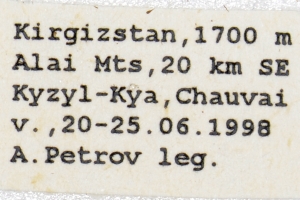 Kirgizstan,1700 m
Alai Mts,20 km SE
Kyzyl-Kya,Chauvai
v.,20-25.06.1998
A.Petrov leg.